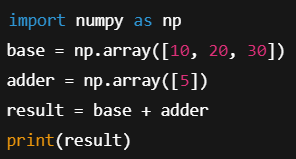 import numpy as np
base = np.array([10, 20, 30])
adder = np.array([5])
result = base + adder
print(result)